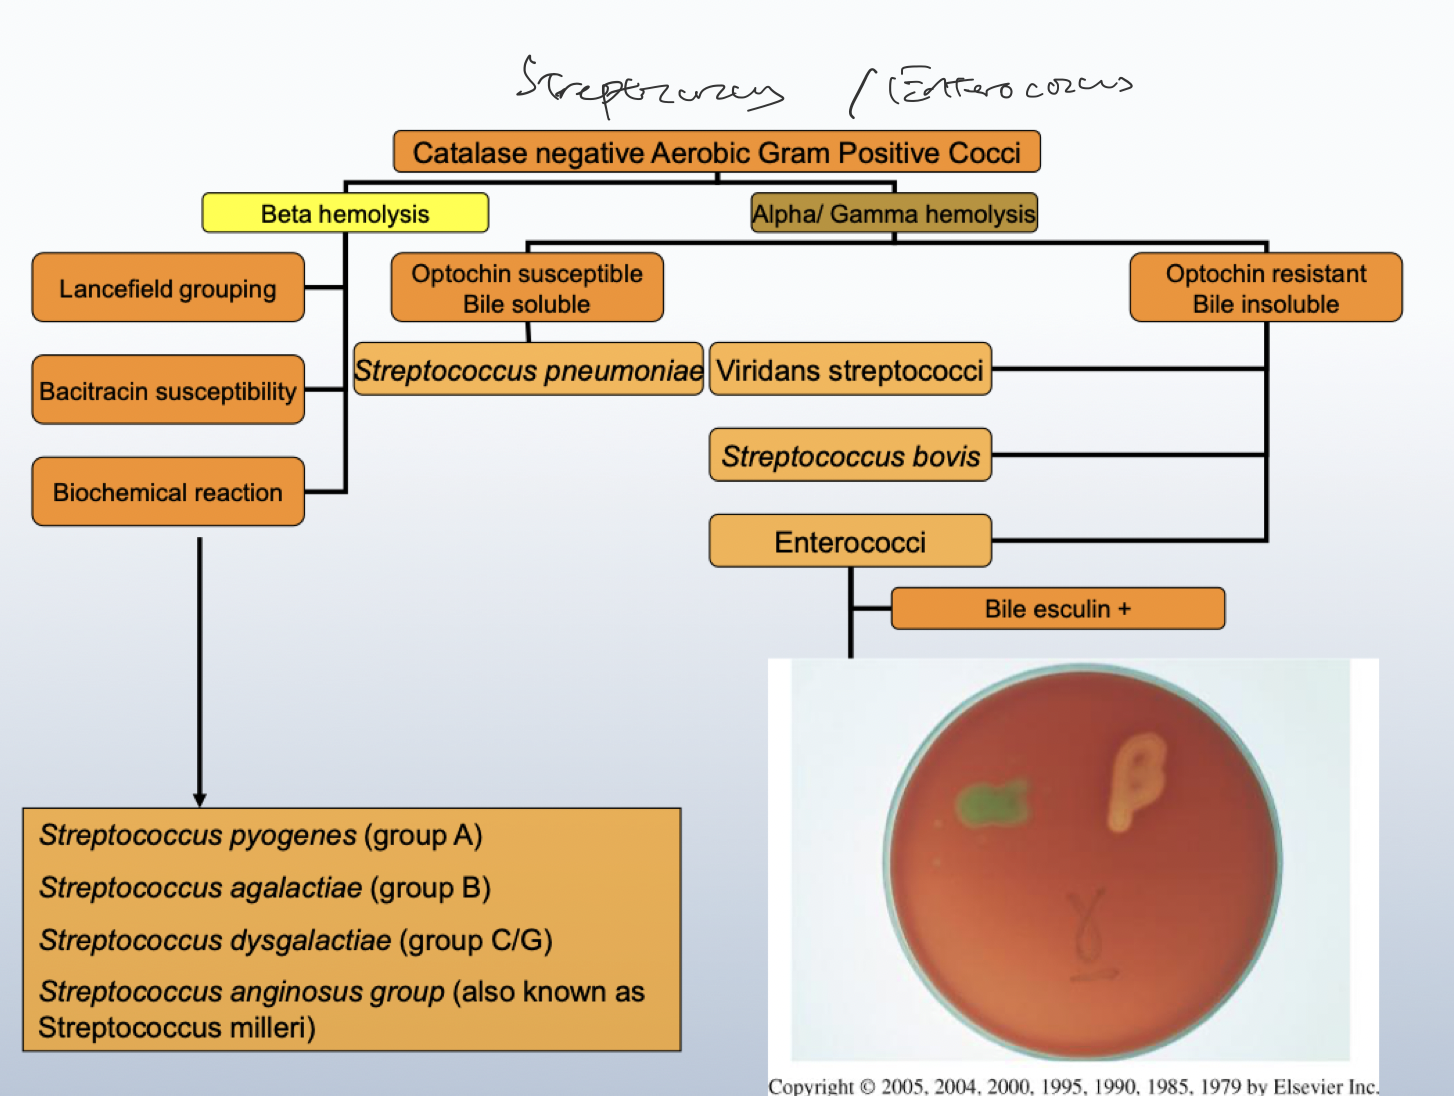 Streptococcus / Enterococcus
Catalase negative Aerobic Gram Positive Cocci
Beta hemolysis
Alpha/ Gamma hemolysis
Lancefield grouping
Bacitracin susceptibility
Biochemical reaction
Optochin susceptible
Bile soluble
Streptococcus pneumoniae
Optochin resistant
Bile insoluble
Viridans streptococci
Streptococcus bovis
Enterococci
Bile esculin +
Streptococcus pyogenes (group A)
Streptococcus agalactiae (group B)
Streptococcus dysgalactiae (group C/G)
Streptococcus anginosus group (also known as
Streptococcus milleri)
α
β
γ
Copyright © 2005, 2004, 2000, 1995, 1990, 1985, 1979 by Elsevier Inc.